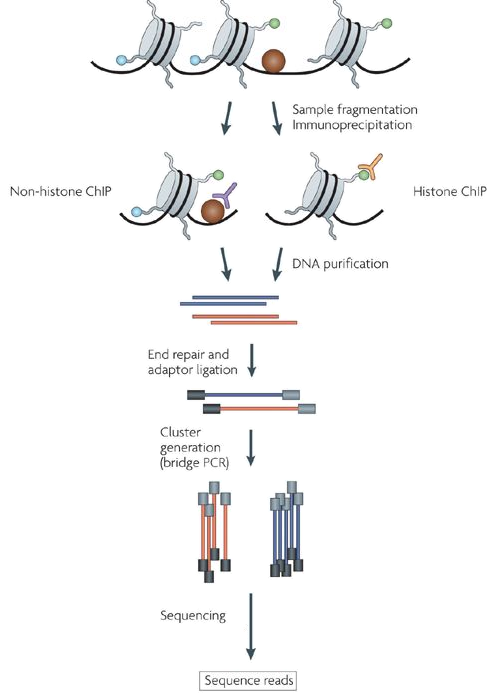 Sample fragmentation
Immunoprecipitation
Non-histone ChIP
Histone ChIP
DNA purification
End repair and
adaptor ligation
Cluster
generation
(bridge PCR)
Sequencing
Sequence reads